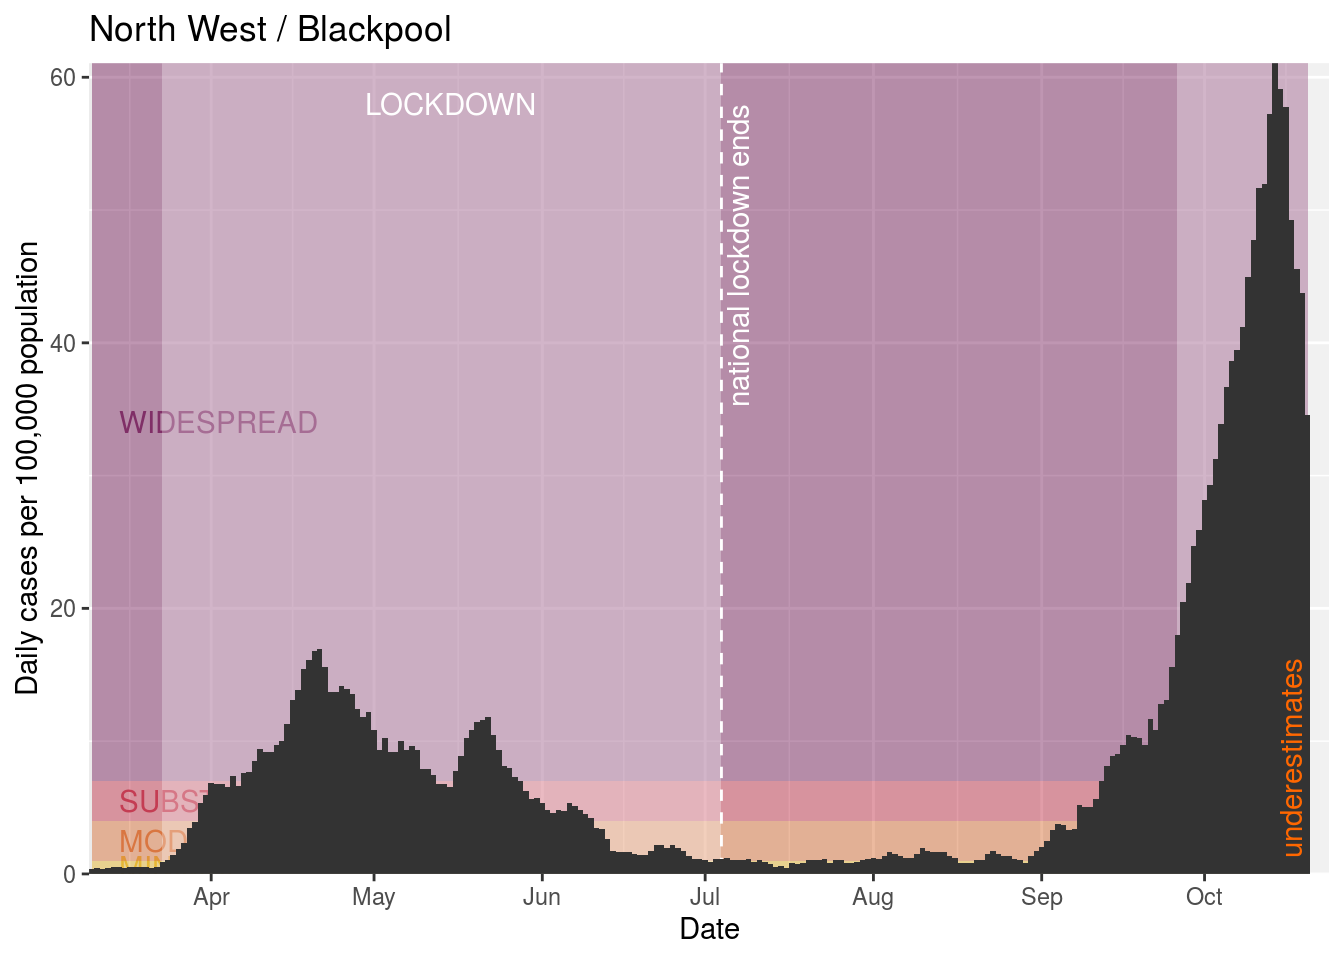 North West / Blackpool
Daily cases per 100,000 population
60
40
20
0
LOCKDOWN
national lockdown ends
WIDESPREAD
SUBST
MOD
MIN
underestimates
Apr
May
Jun
Jul
Aug
Sep
Oct
Date